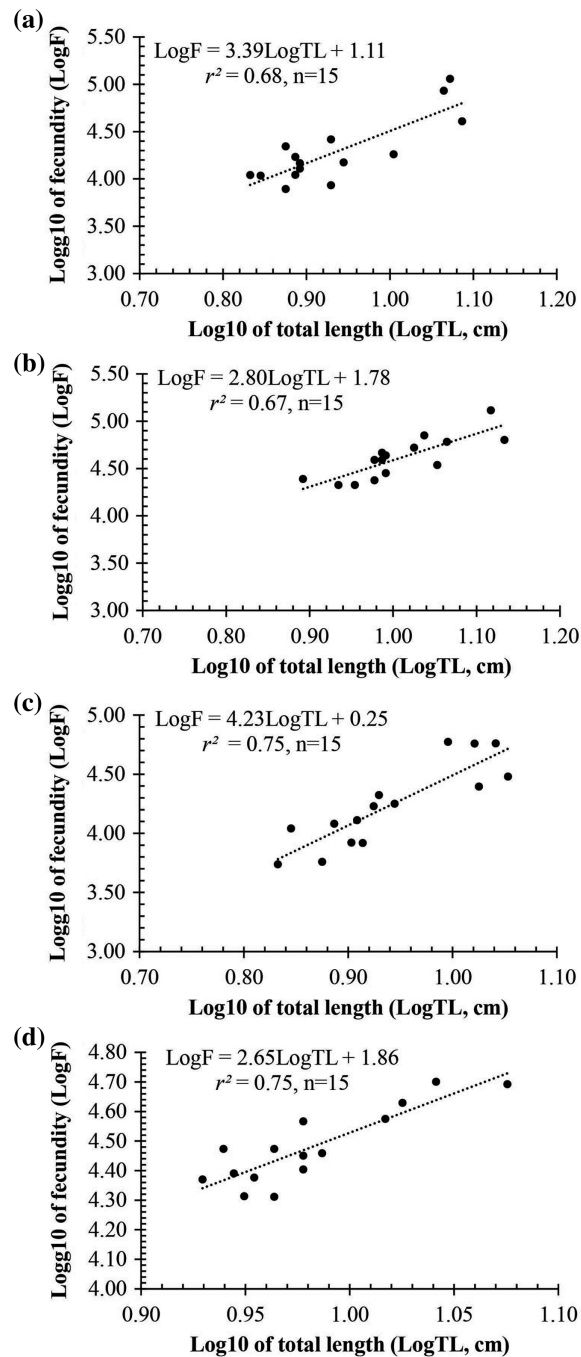 (a)
5.50
LogF = 3.39LogTL + 1.11
r² = 0.68, n=15
5.00
4.50
4.00
3.50
3.00
Logg10 of fecundity (LogF)
0.70 0.80 0.90 1.00 1.10 1.20
Log10 of total length (LogTL, cm)
(b)
5.50
LogF = 2.80LogTL + 1.78
r² = 0.67, n=15
5.00
4.50
4.00
3.50
3.00
Logg10 of fecundity (LogF)
0.70 0.80 0.90 1.00 1.10 1.20
Log10 of total length (LogTL, cm)
(c)
5.00
LogF = 4.23LogTL + 0.25
r² = 0.75, n=15
4.50
4.00
3.50
3.00
Logg10 of fecundity (LogF)
0.70 0.80 0.90 1.00 1.10
Log10 of total length (LogTL, cm)
(d)
4.80
LogF = 2.65LogTL + 1.86
r² = 0.75, n=15
4.70
4.60
4.50
4.40
4.30
4.20
4.10
4.00
Logg10 of fecundity (LogF)
0.90 0.95 1.00 1.05 1.10
Log10 of total length (LogTL, cm)